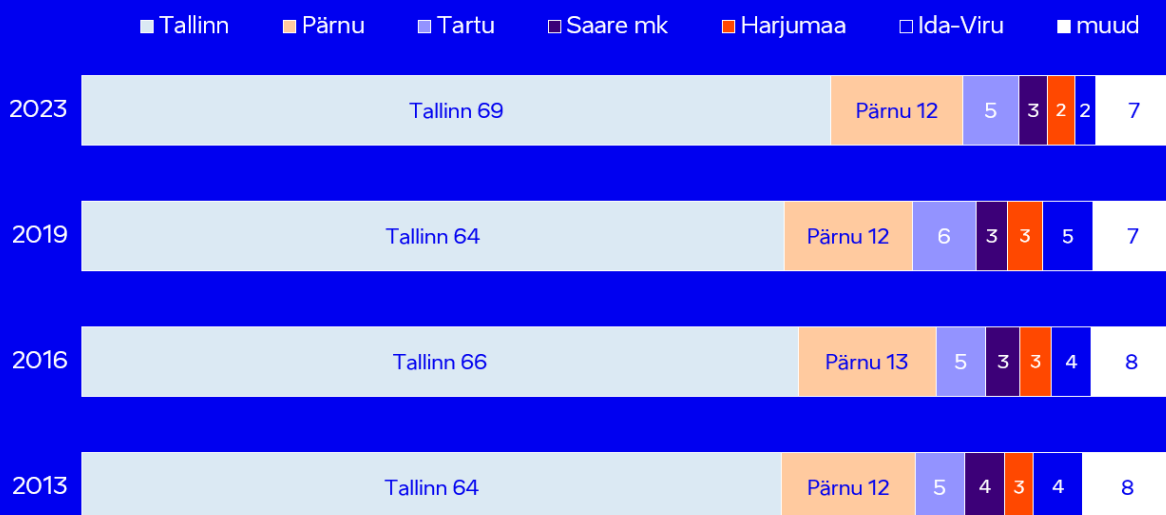 Tallinn Pärnu Tartu Saare mk Harjumaa Ida-Viru muud
2023 Tallinn 69 Pärnu 12 5 3 2 2 7
2019 Tallinn 64 Pärnu 12 6 3 3 5 7
2016 Tallinn 66 Pärnu 13 5 3 3 4 8
2013 Tallinn 64 Pärnu 12 5 4 3 4 8